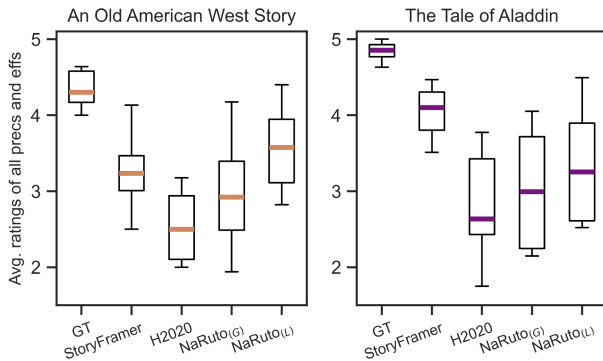 An Old American West Story
The Tale of Aladdin
Avg. ratings of all precs and effs
5
4
3
2
GT
StoryFramer
H2020
NaRuto(G)
NaRuto(L)
5
4
3
2
GT
StoryFramer
H2020
NaRuto(G)
NaRuto(L)